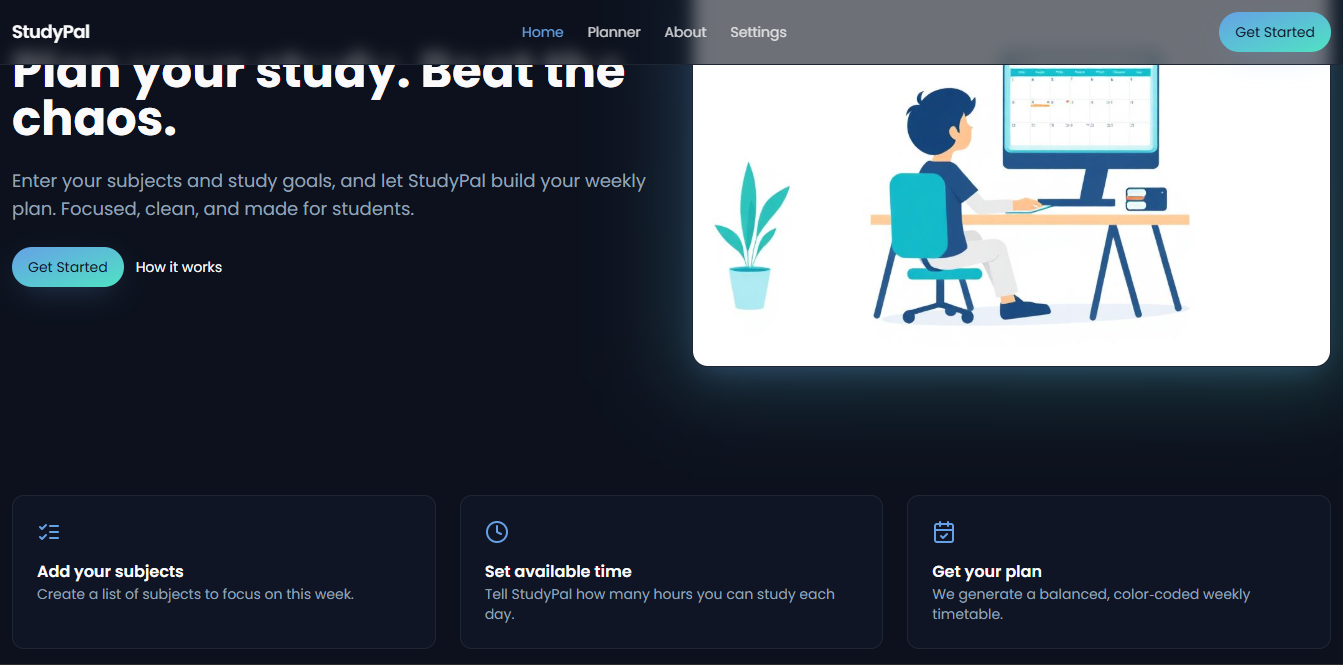 StudyPal
Home
Planner
About
Settings
Get Started
Plan your study. Beat the
chaos.
Enter your subjects and study goals, and let StudyPal build your weekly
plan. Focused, clean, and made for students.
Get Started
How it works
Add your subjects
Create a list of subjects to focus on this week.
Set available time
Tell StudyPal how many hours you can study each
day.
Get your plan
We generate a balanced, color-coded weekly
timetable.